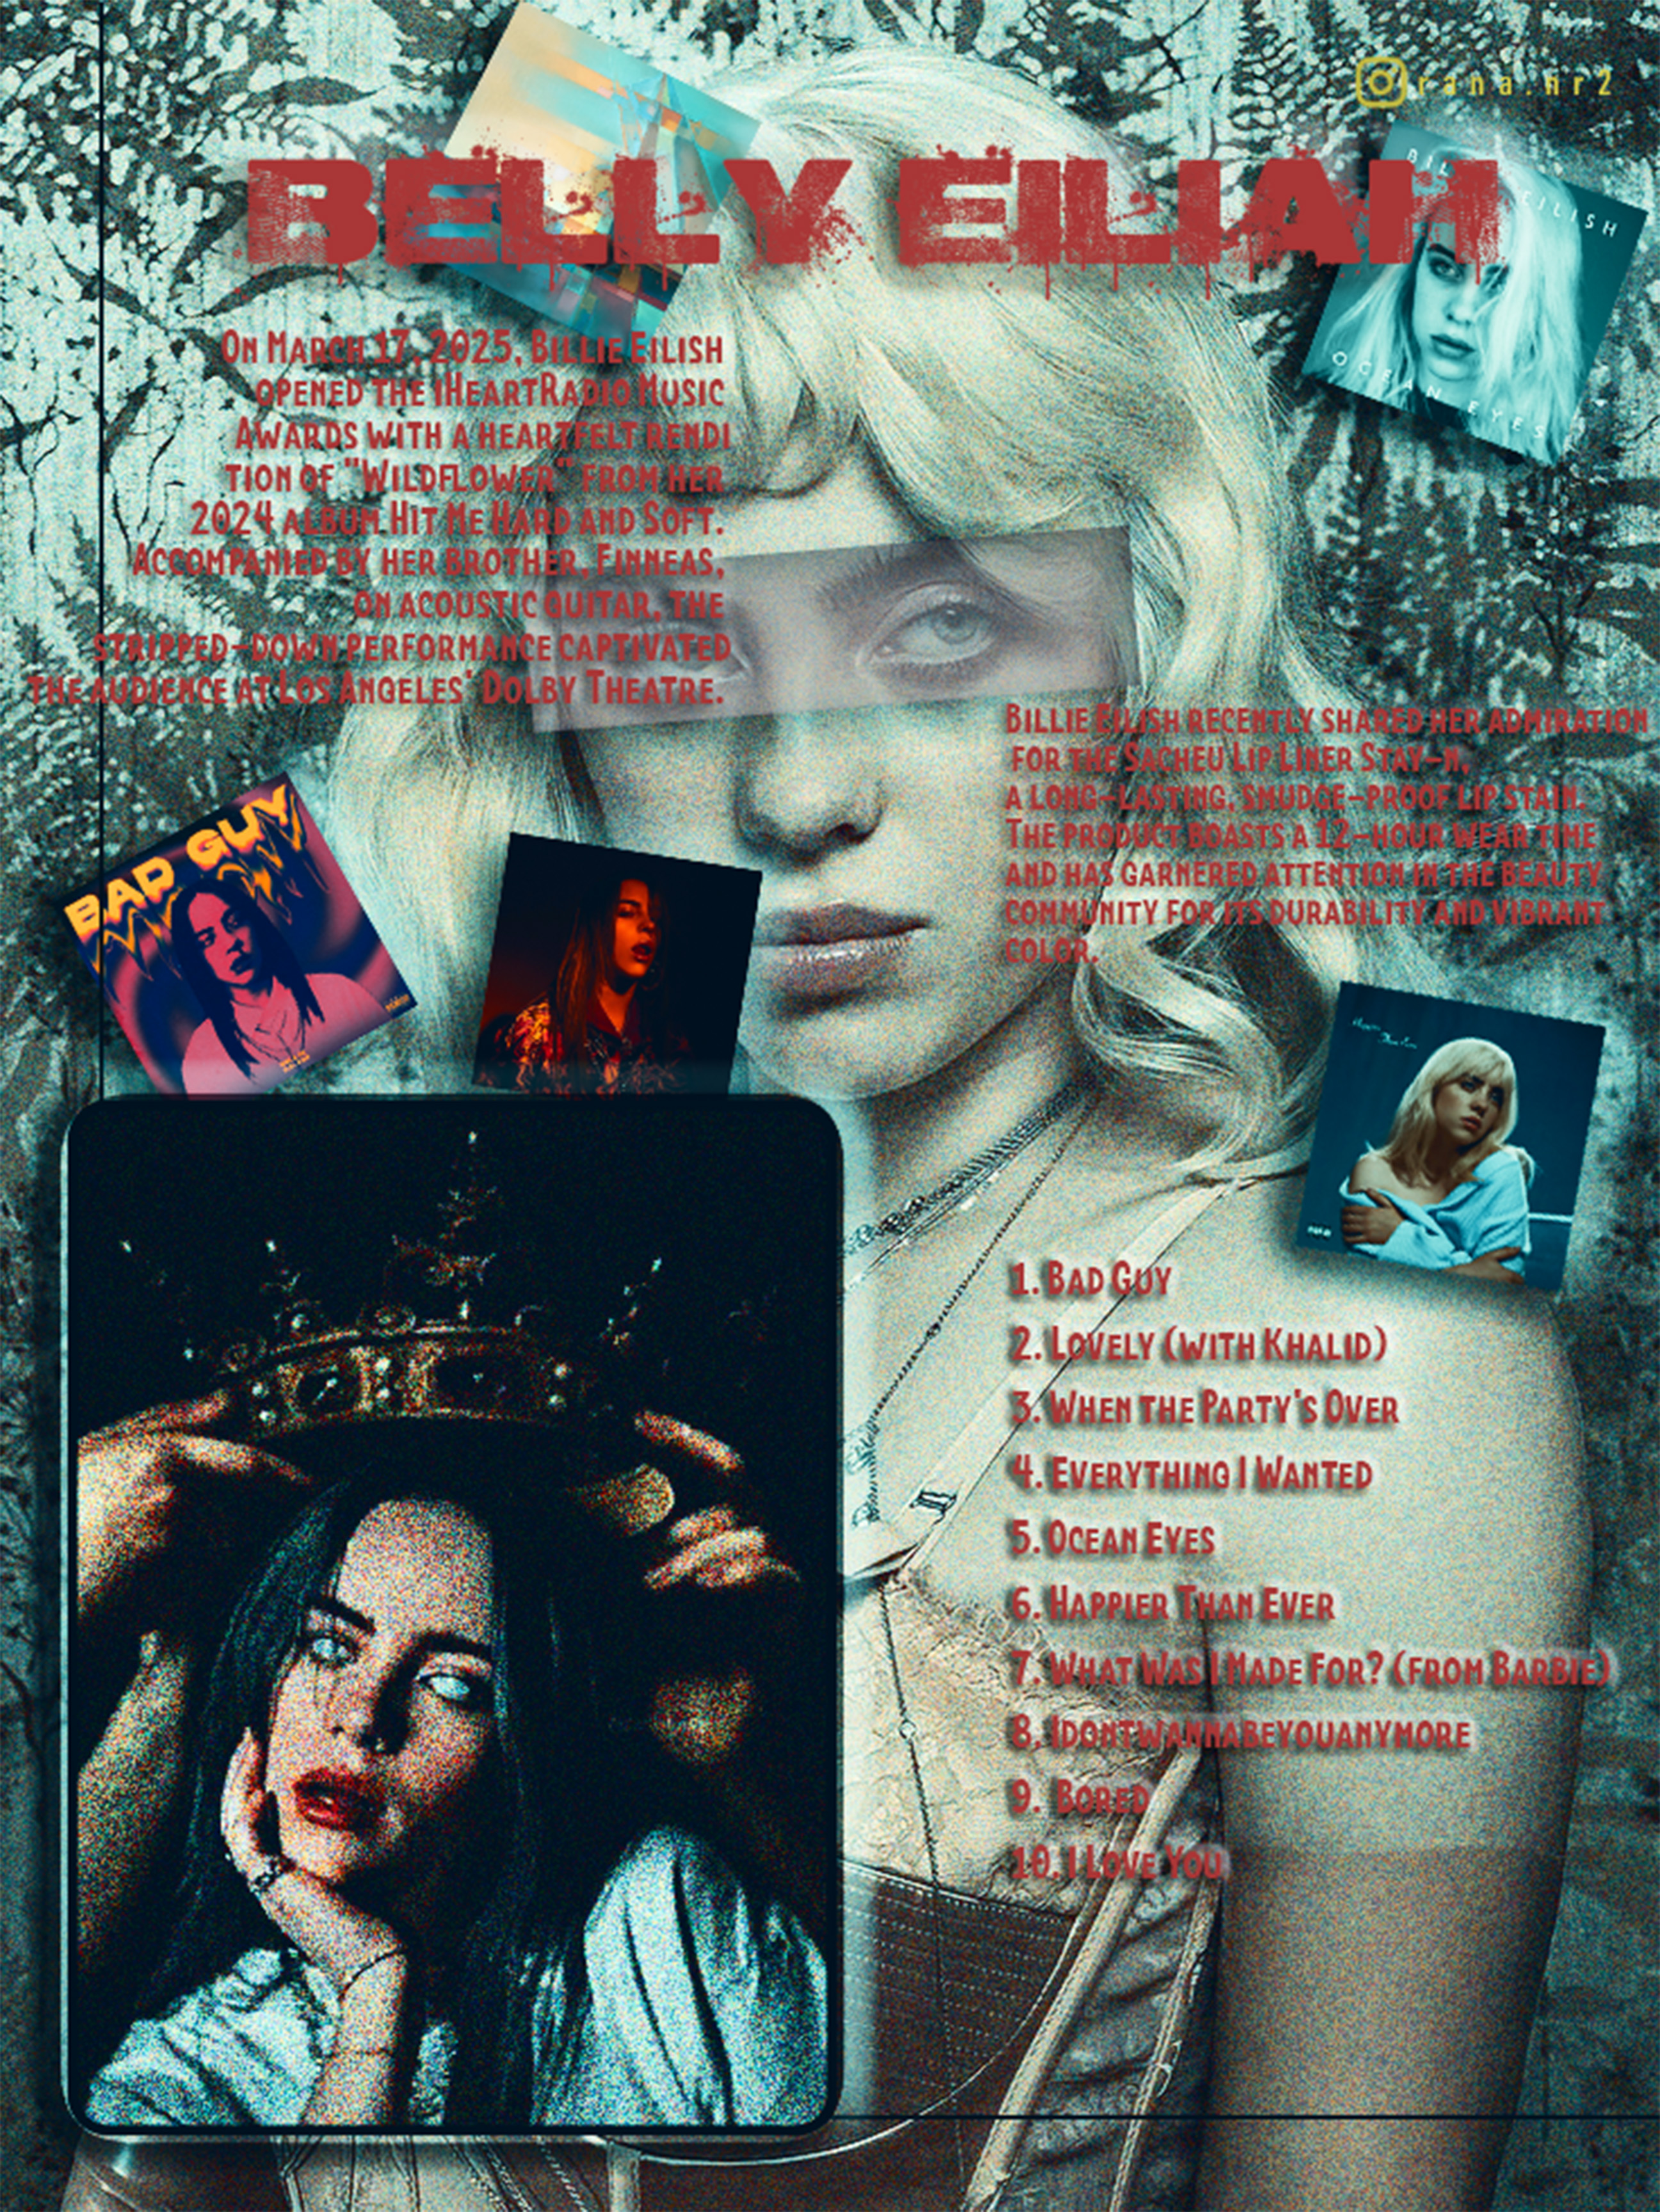 rana.nr2
BELLY EILIAH
BILLIE EILISH
OCEAN EYES
On March 17, 2025, Billie Eilish
opened the iHeartRadio Music
Awards with a heartfelt rendi
tion of "Wildflower" from her
2024 album Hit Me Hard and Soft.
Accompanied by her brother, Finneas,
on acoustic guitar, the
stripped-down performance captivated
the audience at Los Angeles' Dolby Theatre.
Billie Eilish recently shared her admiration
for the Sacheu Lip Liner Stay-n,
a long-lasting, smudge-proof lip stain.
The product boasts a 12-hour wear time
and has garnered attention in the beauty
community for its durability and vibrant
color.
BAD GUY
1. Bad Guy
2. Lovely (with Khalid)
3. When the Party's Over
4. Everything I Wanted
5. Ocean Eyes
6. Happier Than Ever
7. What Was I Made For? (from Barbie)
8, Idontwannabeyouanymore
9. Bored
10. I Love You